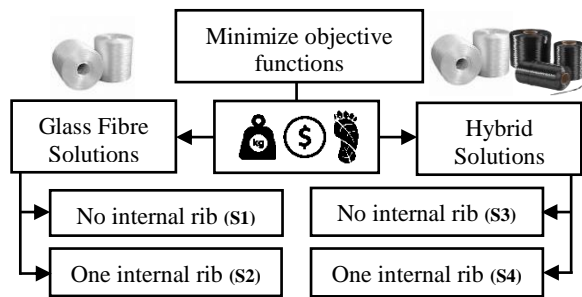 Minimize objective
functions
Glass Fibre
Solutions
kg
$
Hybrid
Solutions
No internal rib (S1)
No internal rib (S3)
One internal rib (S2)
One internal rib (S4)